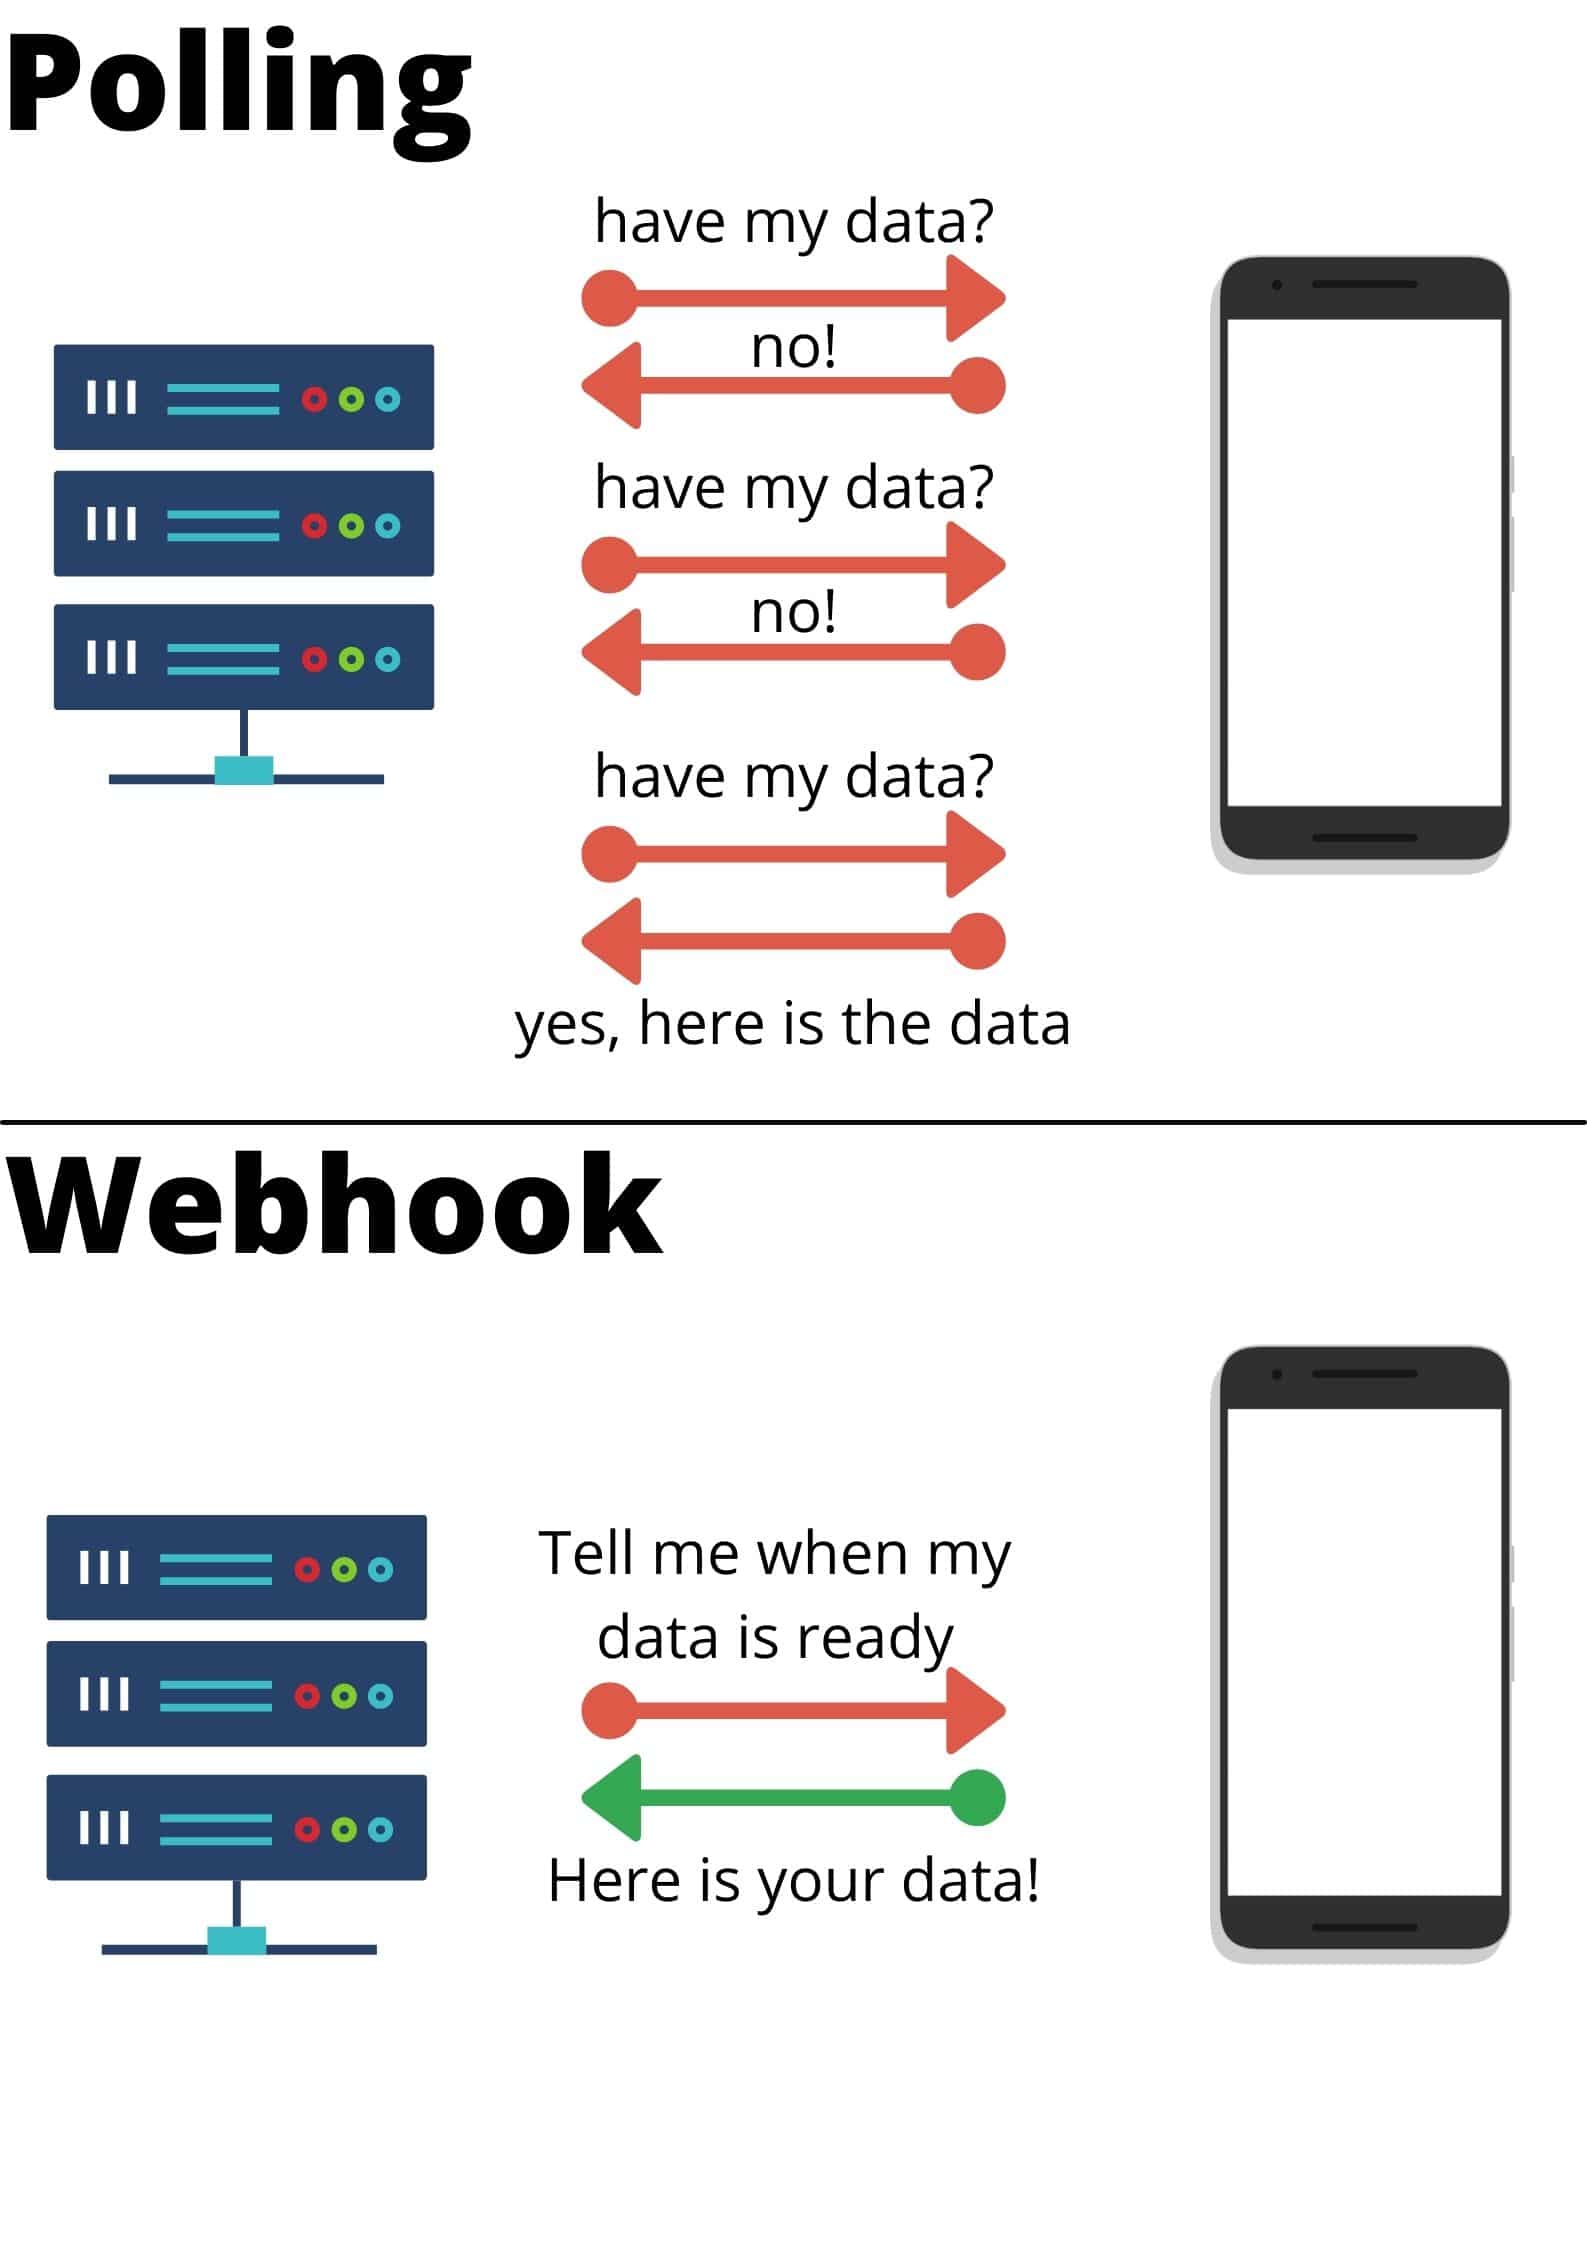 Polling
have my data?
no!
have my data?
no!
have my data?
yes, here is the data
Webhook
Tell me when my
data is ready
Here is your data!